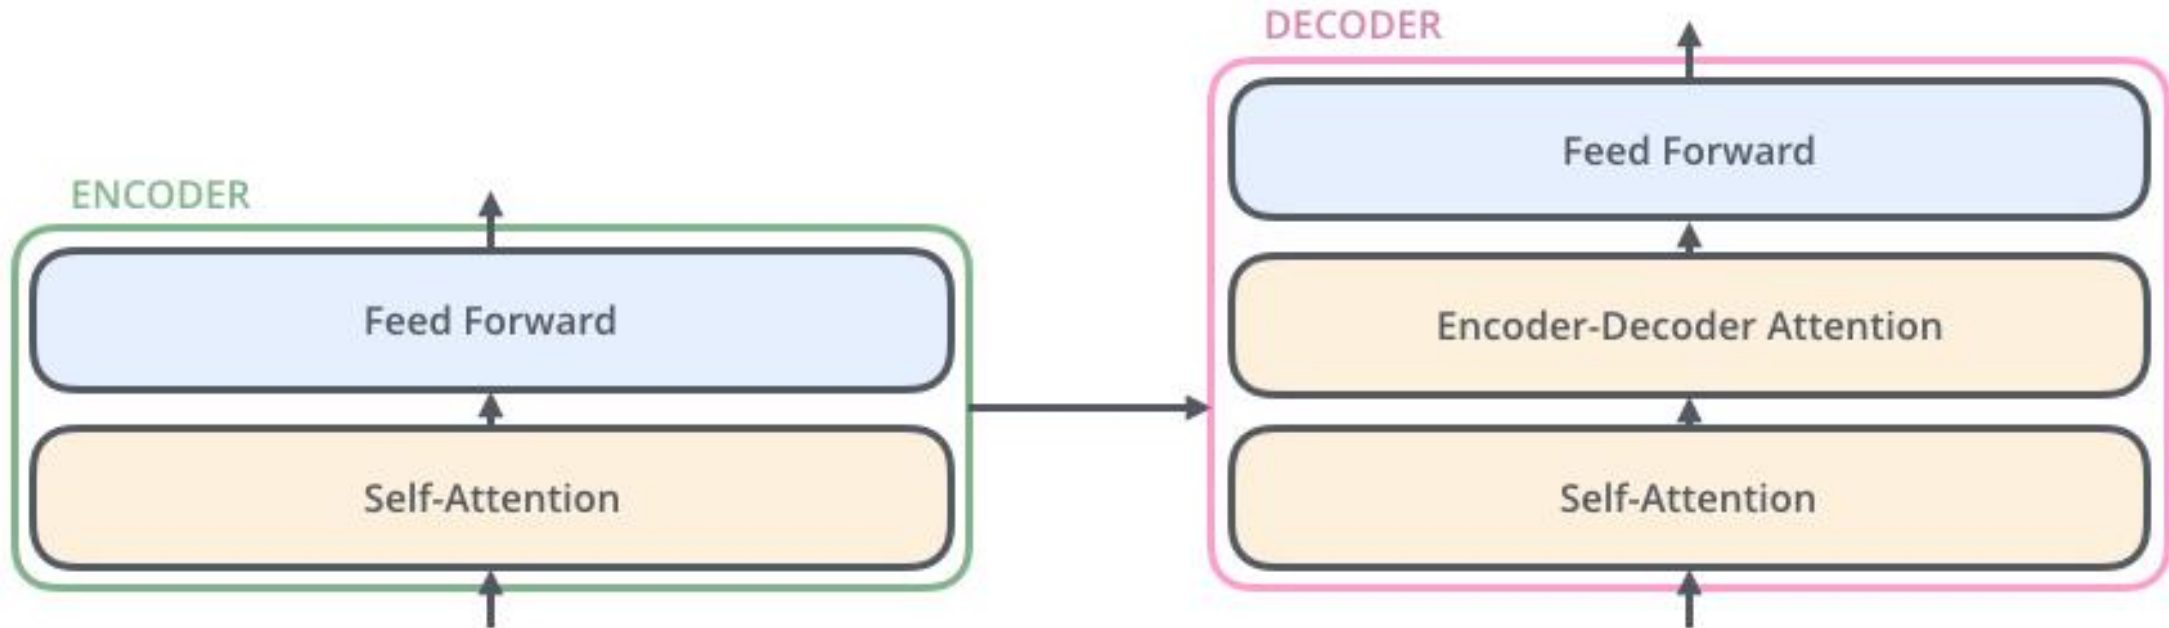 ENCODER
Feed Forward
Self-Attention
DECODER
Feed Forward
Encoder-Decoder Attention
Self-Attention